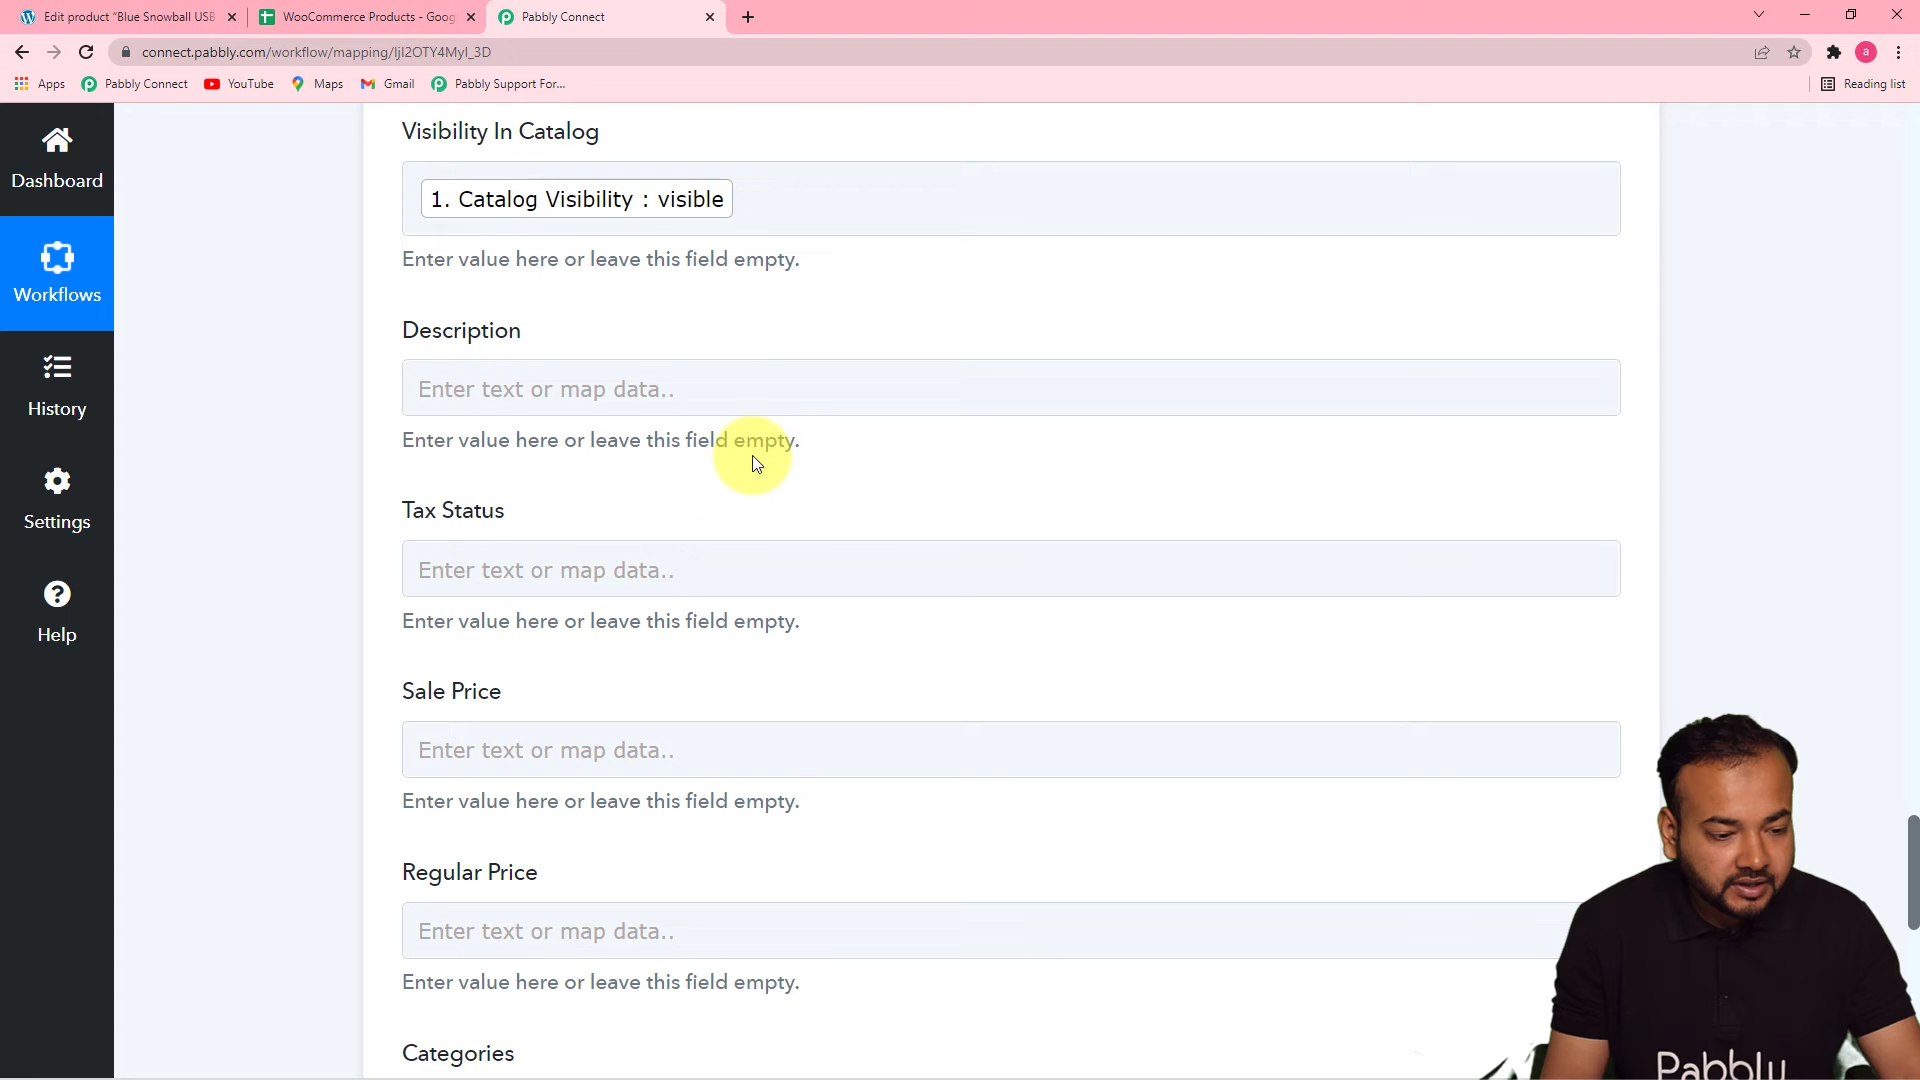 Edit product "Blue Snowball USB
WooCommerce Products - Goog
Pabbly Connect
connect.pabbly.com/workflow/mapping/IjI2OTY4MyI_3D
a
Apps
Pabbly Connect
YouTube
Maps
Gmail
Pabbly Support For...
Reading list
Dashboard
Workflows
History
Settings
Help
Visibility In Catalog
1. Catalog Visibility : visible
Enter value here or leave this field empty.
Description
Enter text or map data..
Enter value here or leave this field empty.
Tax Status
Enter text or map data..
Enter value here or leave this field empty.
Sale Price
Enter text or map data..
Enter value here or leave this field empty.
Regular Price
Enter text or map data..
Enter value here or leave this field empty.
Categories
Pabbly